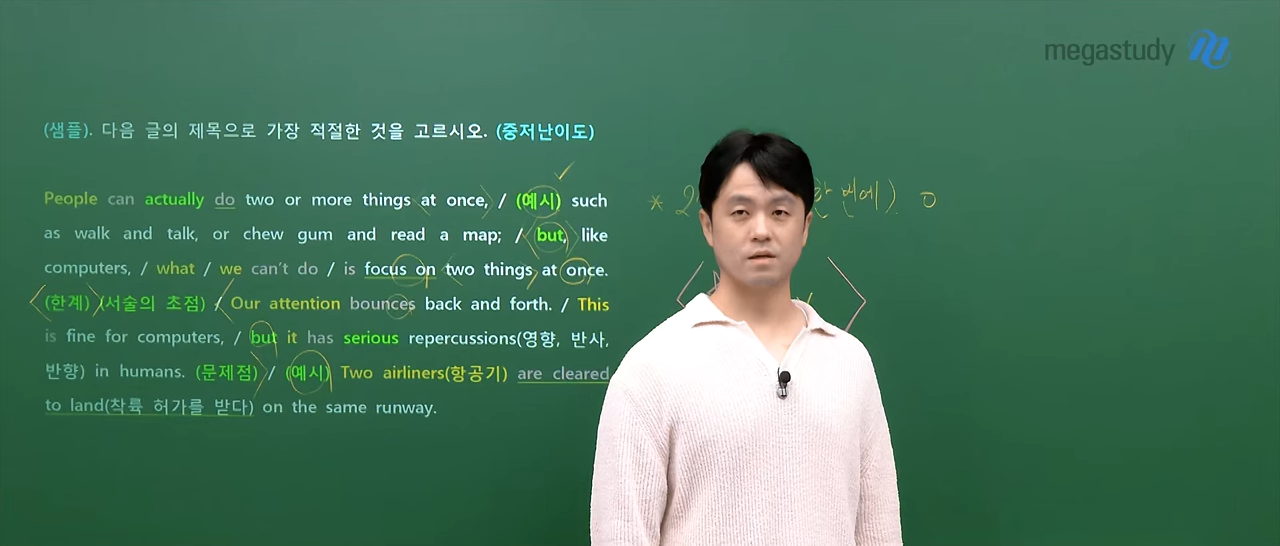 megastudy
(샘플). 다음 글의 제목으로 가장 적절한 것을 고르시오. (중저난이도)
People can actually do two or more things at once, / (예시) such
as walk and talk, or chew gum and read a map; / but, like
computers, / what / we can't do / is focus on two things at once.
(한계) (서술의 초점) / Our attention bounces back and forth. / This
is fine for computers, / but it has serious repercussions(영향, 반사,
반향) in humans. (문제점) / (예시) Two airliners(항공기) are cleared
to land(착륙 허가를 받다) on the same runway.
* 2 한 번에). O